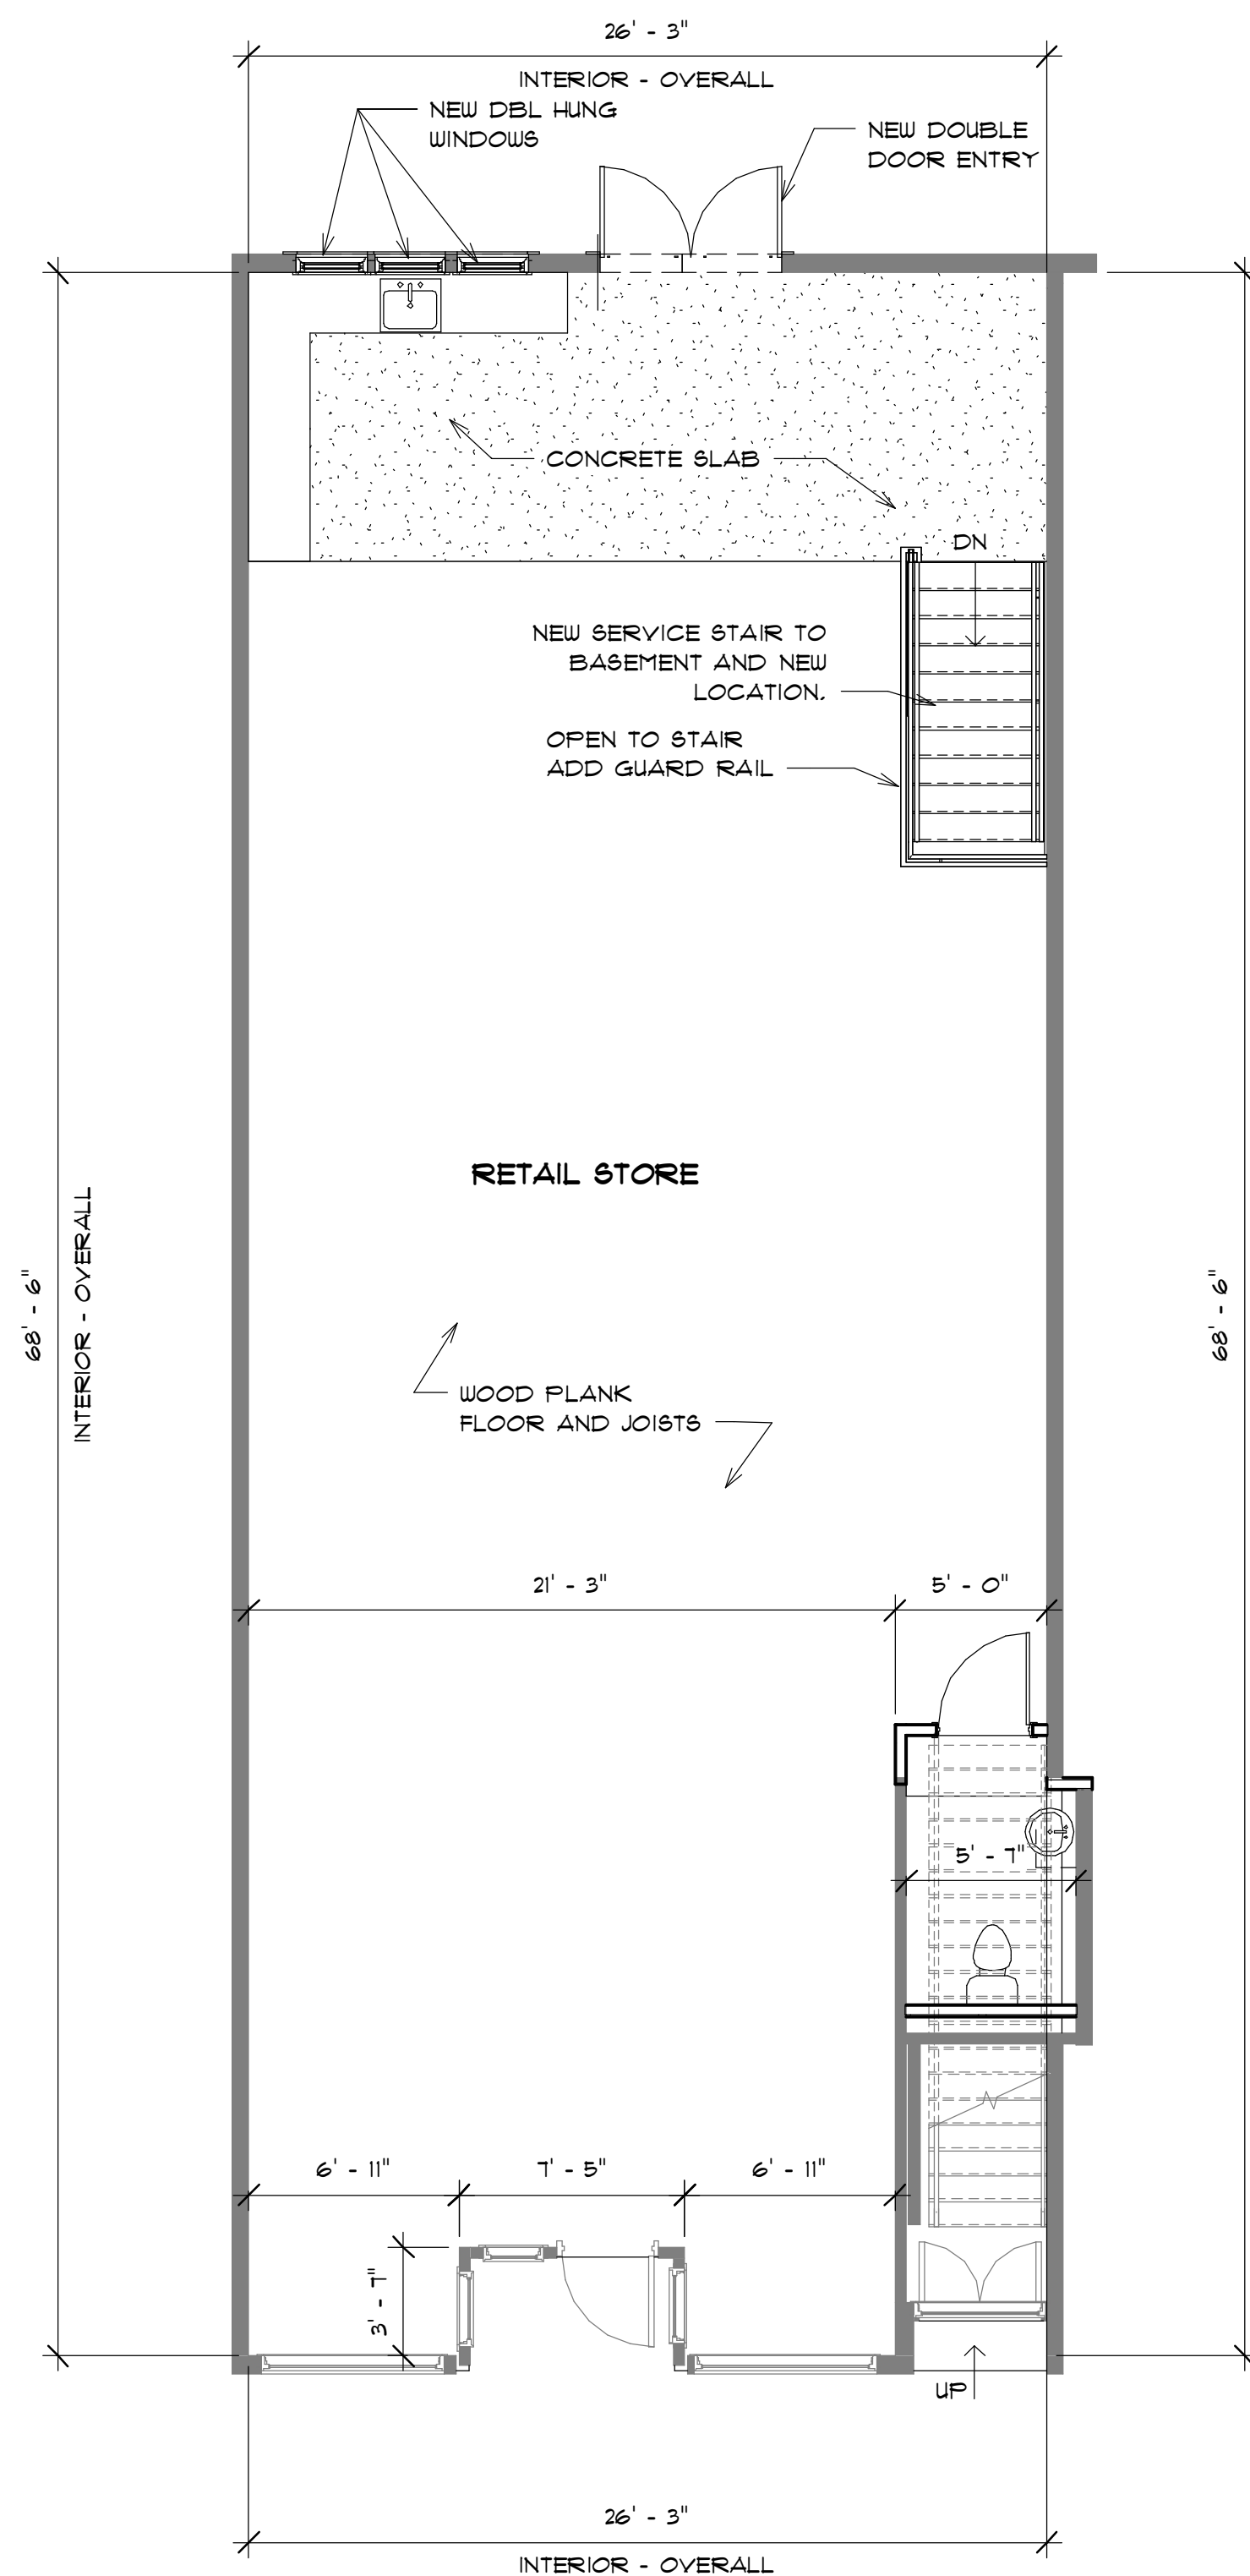 26' - 3"
INTERIOR - OVERALL
NEW DBL HUNG
WINDOWS
NEW DOUBLE
DOOR ENTRY
CONCRETE SLAB
DN
NEW SERVICE STAIR TO
BASEMENT AND NEW
LOCATION.
OPEN TO STAIR
ADD GUARD RAIL
RETAIL STORE
68' - 6"
INTERIOR - OVERALL
68' - 6"
WOOD PLANK
FLOOR AND JOISTS
21' - 3"
5' - 0"
5' - 7"
6' - 11"
7' - 5"
6' - 11"
3' - 7"
UP
26' - 3"
INTERIOR - OVERALL